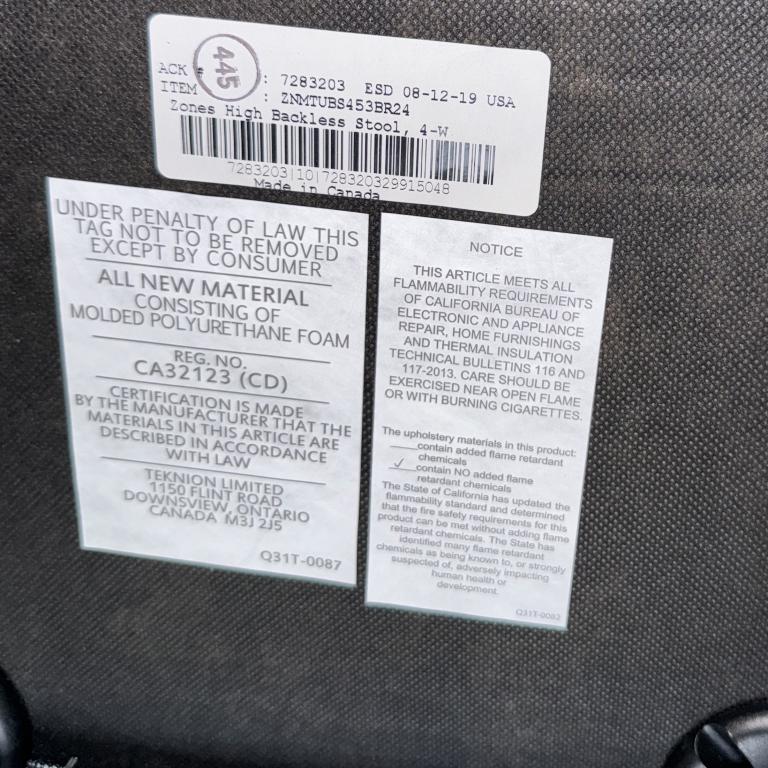 445
ACK # : 7283203 ESD 08-12-19 USA
ITEM : ZNMTUBS453BR24
Zones High Backless Stool, 4-W
7283203|10|728320329915048
Made in Canada
UNDER PENALTY OF LAW THIS
TAG NOT TO BE REMOVED
EXCEPT BY CONSUMER
ALL NEW MATERIAL
CONSISTING OF
MOLDED POLYURETHANE FOAM
REG. NO.
CA32123 (CD)
CERTIFICATION IS MADE
BY THE MANUFACTURER THAT THE
MATERIALS IN THIS ARTICLE ARE
DESCRIBED IN ACCORDANCE
WITH LAW
TEKNION LIMITED
1150 FLINT ROAD
DOWNSVIEW, ONTARIO
CANADA M3J 2J5
Q31T-0087
NOTICE
THIS ARTICLE MEETS ALL
FLAMMABILITY REQUIREMENTS
OF CALIFORNIA BUREAU OF
ELECTRONIC AND APPLIANCE
REPAIR, HOME FURNISHINGS
AND THERMAL INSULATION
TECHNICAL BULLETINS 116 AND
117-2013. CARE SHOULD BE
EXERCISED NEAR OPEN FLAME
OR WITH BURNING CIGARETTES.
The upholstery materials in this product:
____contain added flame retardant
chemicals
_✓_contain NO added flame
retardant chemicals
The State of California has updated the
flammability standard and determined
that the fire safety requirements for this
product can be met without adding flame
retardant chemicals. The State has
identified many flame retardant
chemicals as being known to, or strongly
suspected of, adversely impacting
human health or
development.
Q31T-0082